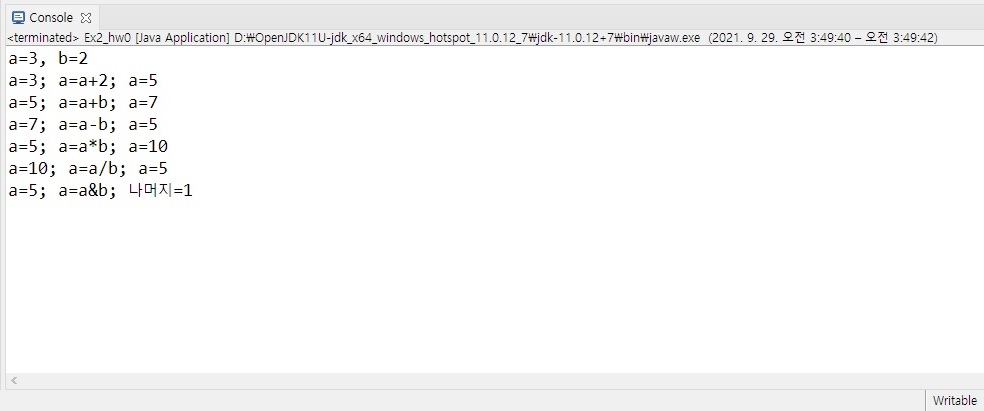 Console
<terminated> Ex2_hw0 [Java Application] D:₩OpenJDK11U-jdk_x64_windows_hotspot_11.0.12_7₩jdk-11.0.12+7₩bin₩javaw.exe (2021. 9. 29. 오전 3:49:40 – 오전 3:49:42)
a=3, b=2
a=3; a=a+2; a=5
a=5; a=a+b; a=7
a=7; a=a-b; a=5
a=5; a=a*b; a=10
a=10; a=a/b; a=5
a=5; a=a&b; 나머지=1
Writable